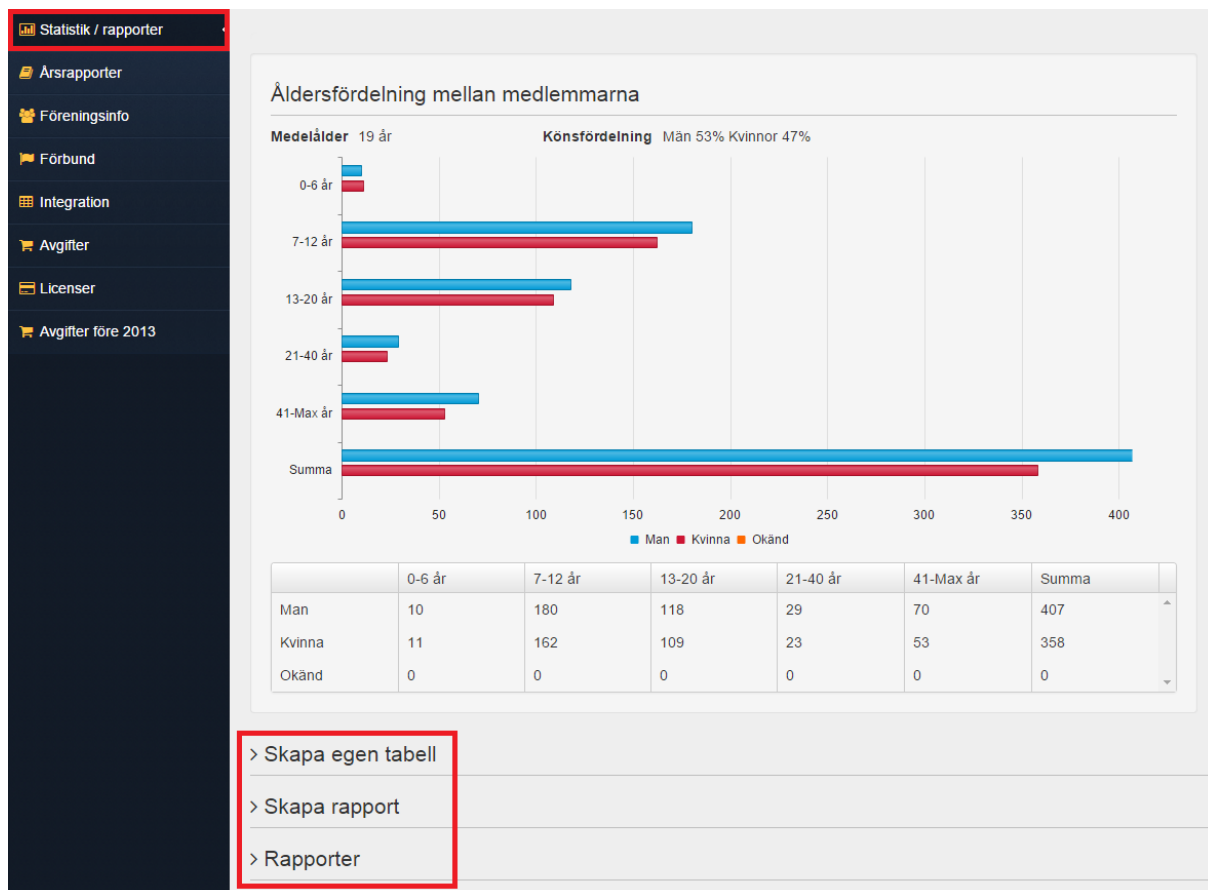 Statistik / rapporter
Årsrapporter
Föreningsinfo
Förbund
Integration
Avgifter
Licenser
Avgifter före 2013
Åldersfördelning mellan medlemmarna
Medelålder 19 år Könsfördelning Män 53% Kvinnor 47%
0-6 år
7-12 år
13-20 år
21-40 år
41-Max år
Summa
0 50 100 150 200 250 300 350 400
Man Kvinna Okänd
0-6 år 7-12 år 13-20 år 21-40 år 41-Max år Summa
Man 10 180 118 29 70 407
Kvinna 11 162 109 23 53 358
Okänd 0 0 0 0 0 0
> Skapa egen tabell
> Skapa rapport
> Rapporter